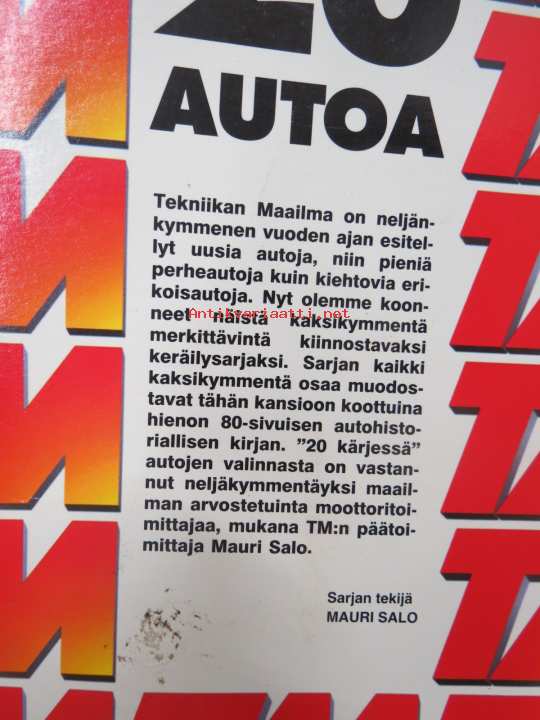 20
AUTOA
Tekniikan Maailma on neljän-
kymmenen vuoden ajan esitel-
lyt uusia autoja, niin pieniä
perheautoja kuin kiehtovia eri-
koisautoja. Nyt olemme koon-
neet näistä kaksikymmentä
merkittävintä kiinnostavaksi
keräilysarjaksi. Sarjan kaikki
kaksikymmentä osaa muodos-
tavat tähän kansioon koottuina
hienon 80-sivuisen autohisto-
riallisen kirjan. ”20 kärjessä”
autojen valinnasta on vastan-
nut neljäkymmentäyksi maail-
man arvostetuinta moottoritoi-
mittajaa, mukana TM:n päätoi-
mittaja Mauri Salo.
Sarjan tekijä
MAURI SALO
Antikvariaatti.net